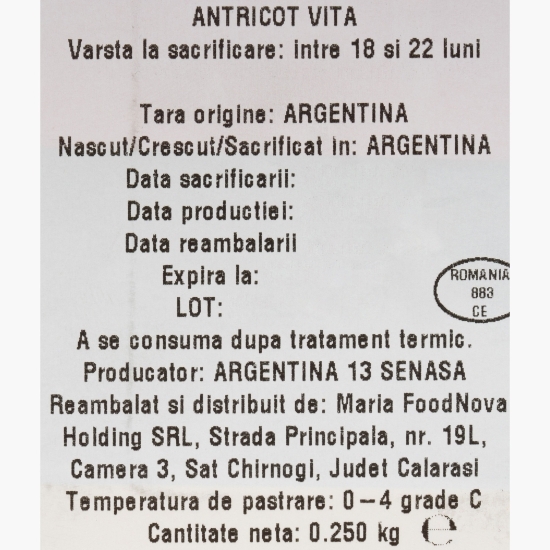 ANTRICOT VITA
Varsta la sacrificare: intre 18 si 22 luni
Tara origine: ARGENTINA
Nascut/Crescut/Sacrificat in: ARGENTINA
Data sacrificarii:
Data productiei:
Data reambalarii
Expira la:
LOT:
ROMANIA
883
CE
A se consuma dupa tratament termic.
Producator: ARGENTINA 13 SENASA
Reambalat si distribuit de: Maria FoodNova
Holding SRL, Strada Principala, nr. 19L,
Camera 3, Sat Chirnogi, Judet Calarasi
Temperatura de pastrare: 0–4 grade C
Cantitate neta: 0.250 kg ℮